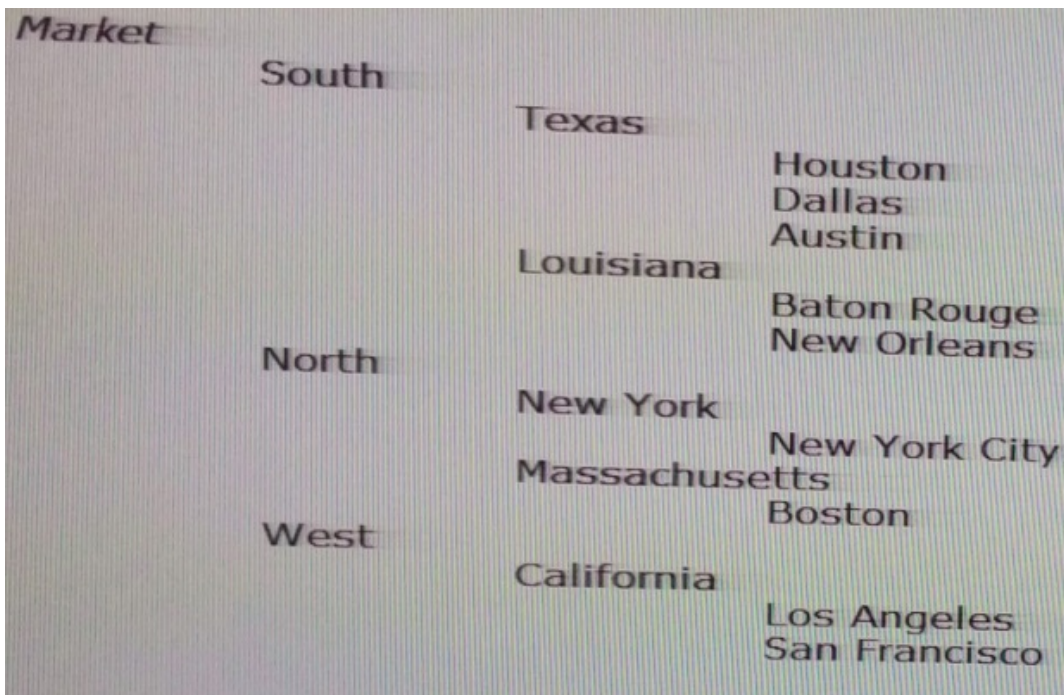 Market
South
Texas
Houston
Dallas
Austin
Louisiana
Baton Rouge
New Orleans
North
New York
New York City
Massachusetts
Boston
West
California
Los Angeles
San Francisco